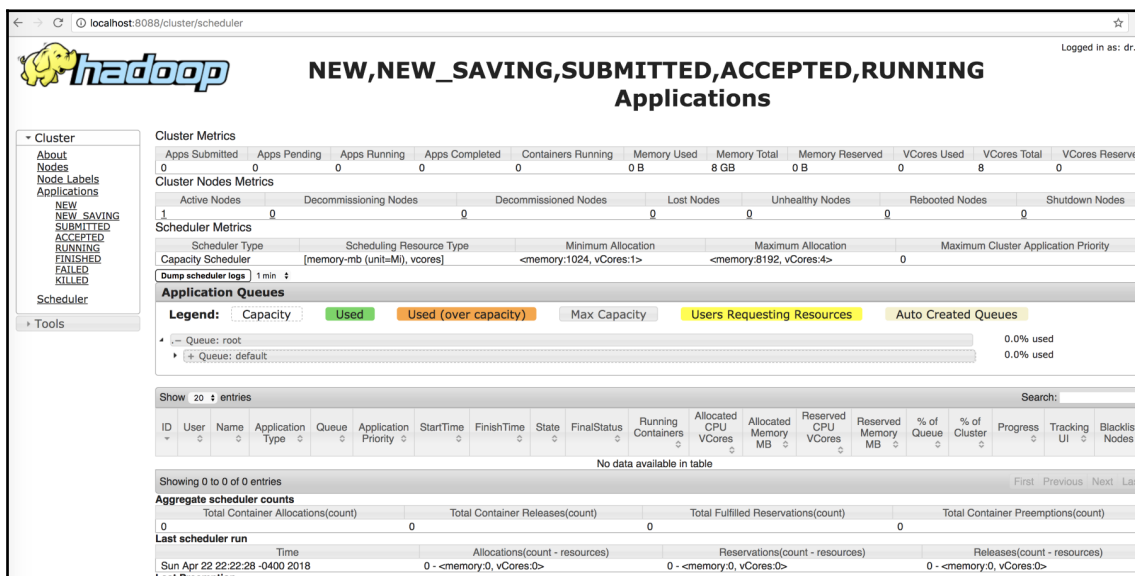 localhost:8088/cluster/scheduler
Logged in as: dr.
hadoop
NEW,NEW_SAVING,SUBMITTED,ACCEPTED,RUNNING
Applications
Cluster
About
Nodes
Node Labels
Applications
NEW
NEW_SAVING
SUBMITTED
ACCEPTED
RUNNING
FINISHED
FAILED
KILLED
Scheduler
Tools
Cluster Metrics
Apps Submitted Apps Pending Apps Running Apps Completed Containers Running Memory Used Memory Total Memory Reserved VCores Used VCores Total VCores Reserve
0 0 0 0 0 0 B 8 GB 0 B 0 8 0
Cluster Nodes Metrics
Active Nodes Decommissioning Nodes Decommissioned Nodes Lost Nodes Unhealthy Nodes Rebooted Nodes Shutdown Nodes
1 0 0 0 0 0 0
Scheduler Metrics
Scheduler Type Scheduling Resource Type Minimum Allocation Maximum Allocation Maximum Cluster Application Priority
Capacity Scheduler [memory-mb (unit=Mi), vcores] <memory:1024, vCores:1> <memory:8192, vCores:4> 0
Dump scheduler logs 1 min
Application Queues
Legend: Capacity Used Used (over capacity) Max Capacity Users Requesting Resources Auto Created Queues
.- Queue: root 0.0% used
+ Queue: default 0.0% used
Show 20 entries Search:
ID User Name Application Type Queue Application Priority StartTime FinishTime State FinalStatus Running Containers Allocated CPU VCores Allocated Memory MB Reserved CPU VCores Reserved Memory MB % of Queue % of Cluster Progress Tracking UI Blacklis Nodes
No data available in table
Showing 0 to 0 of 0 entries First Previous Next Las
Aggregate scheduler counts
Total Container Allocations(count) Total Container Releases(count) Total Fulfilled Reservations(count) Total Container Preemptions(count)
0 0 0 0
Last scheduler run
Time Allocations(count - resources) Reservations(count - resources) Releases(count - resources)
Sun Apr 22 22:22:28 -0400 2018 0 - <memory:0, vCores:0> 0 - <memory:0, vCores:0> 0 - <memory:0, vCores:0>